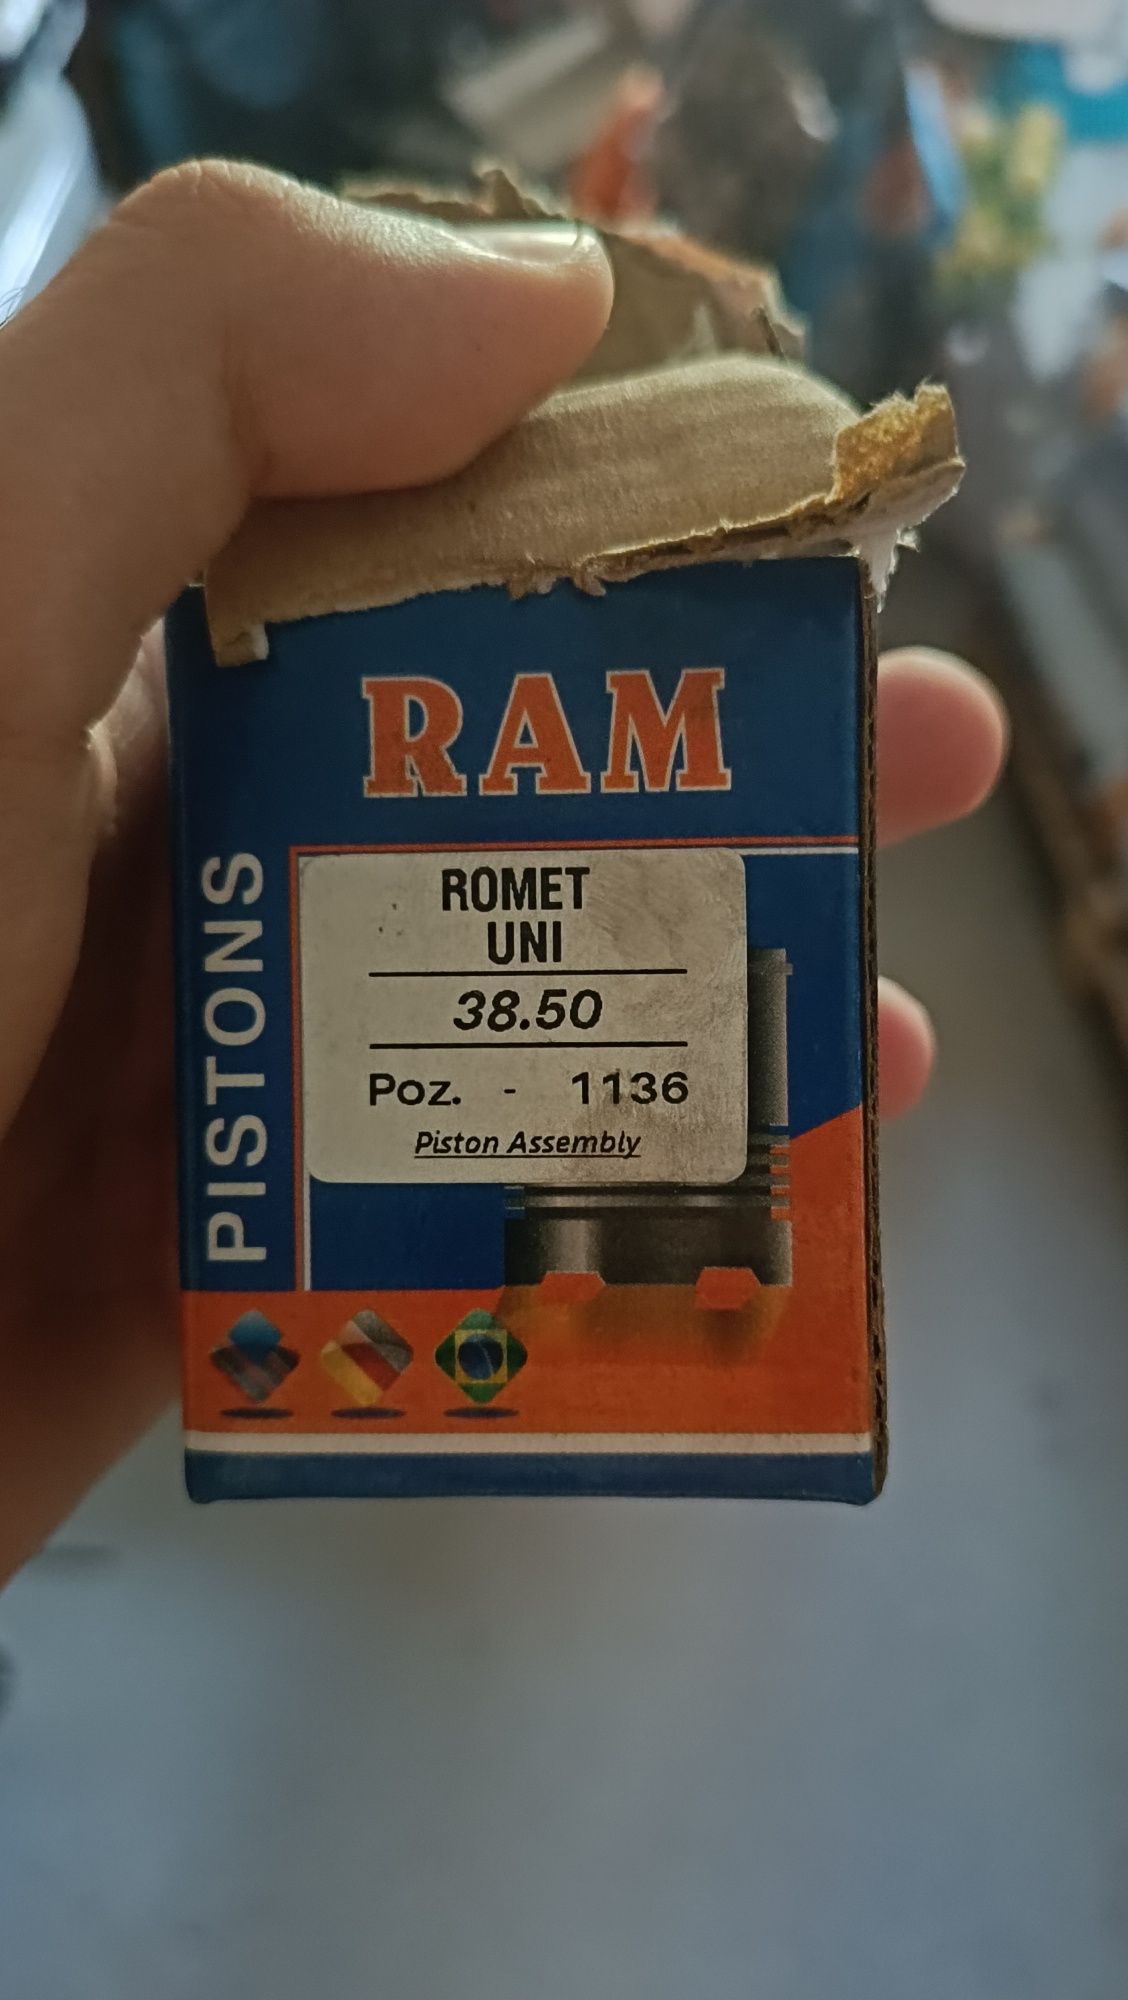 RAM
PISTONS
ROMET
UNI
38.50
Poz. - 1136
Piston Assembly